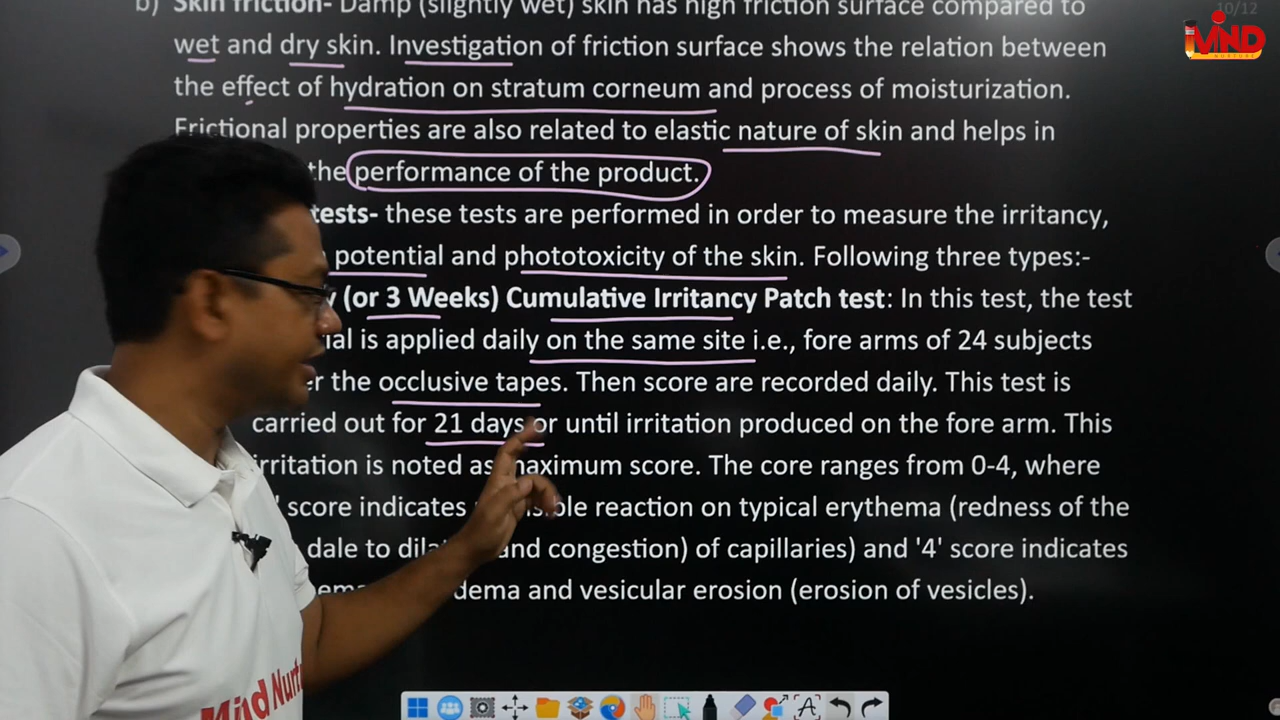 b) Skin friction- Damp (slightly wet) skin has high friction surface compared to
wet and dry skin. Investigation of friction surface shows the relation between
the effect of hydration on stratum corneum and process of moisturization.
Frictional properties are also related to elastic nature of skin and helps in
the performance of the product.
tests- these tests are performed in order to measure the irritancy,
potential and phototoxicity of the skin. Following three types:-
(or 3 Weeks) Cumulative Irritancy Patch test: In this test, the test
is applied daily on the same site i.e., fore arms of 24 subjects
the occlusive tapes. Then score are recorded daily. This test is
carried out for 21 days or until irritation produced on the fore arm. This
irritation is noted as maximum score. The core ranges from 0-4, where
score indicates reaction on typical erythema (redness of the
dale to and congestion) of capillaries) and '4' score indicates
and vesicular erosion (erosion of vesicles).
10/12
MIND
NURTURE
Mind Nurtu